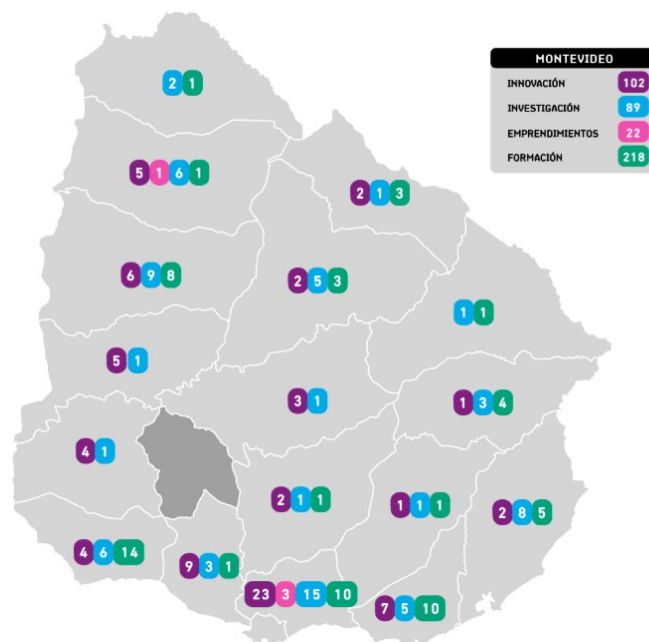 MONTEVIDEO
INNOVACIÓN 102
INVESTIGACIÓN 89
EMPRENDIMIENTOS 22
FORMACIÓN 218
2 1
5 1 6 1
2 1 3
6 9 8
2 5 3
1 1
5 1
3 1
1 3 4
4 1
2 1 1
1 1 1
2 8 5
4 6 14
9 3 1
23 3 15 10
7 5 10